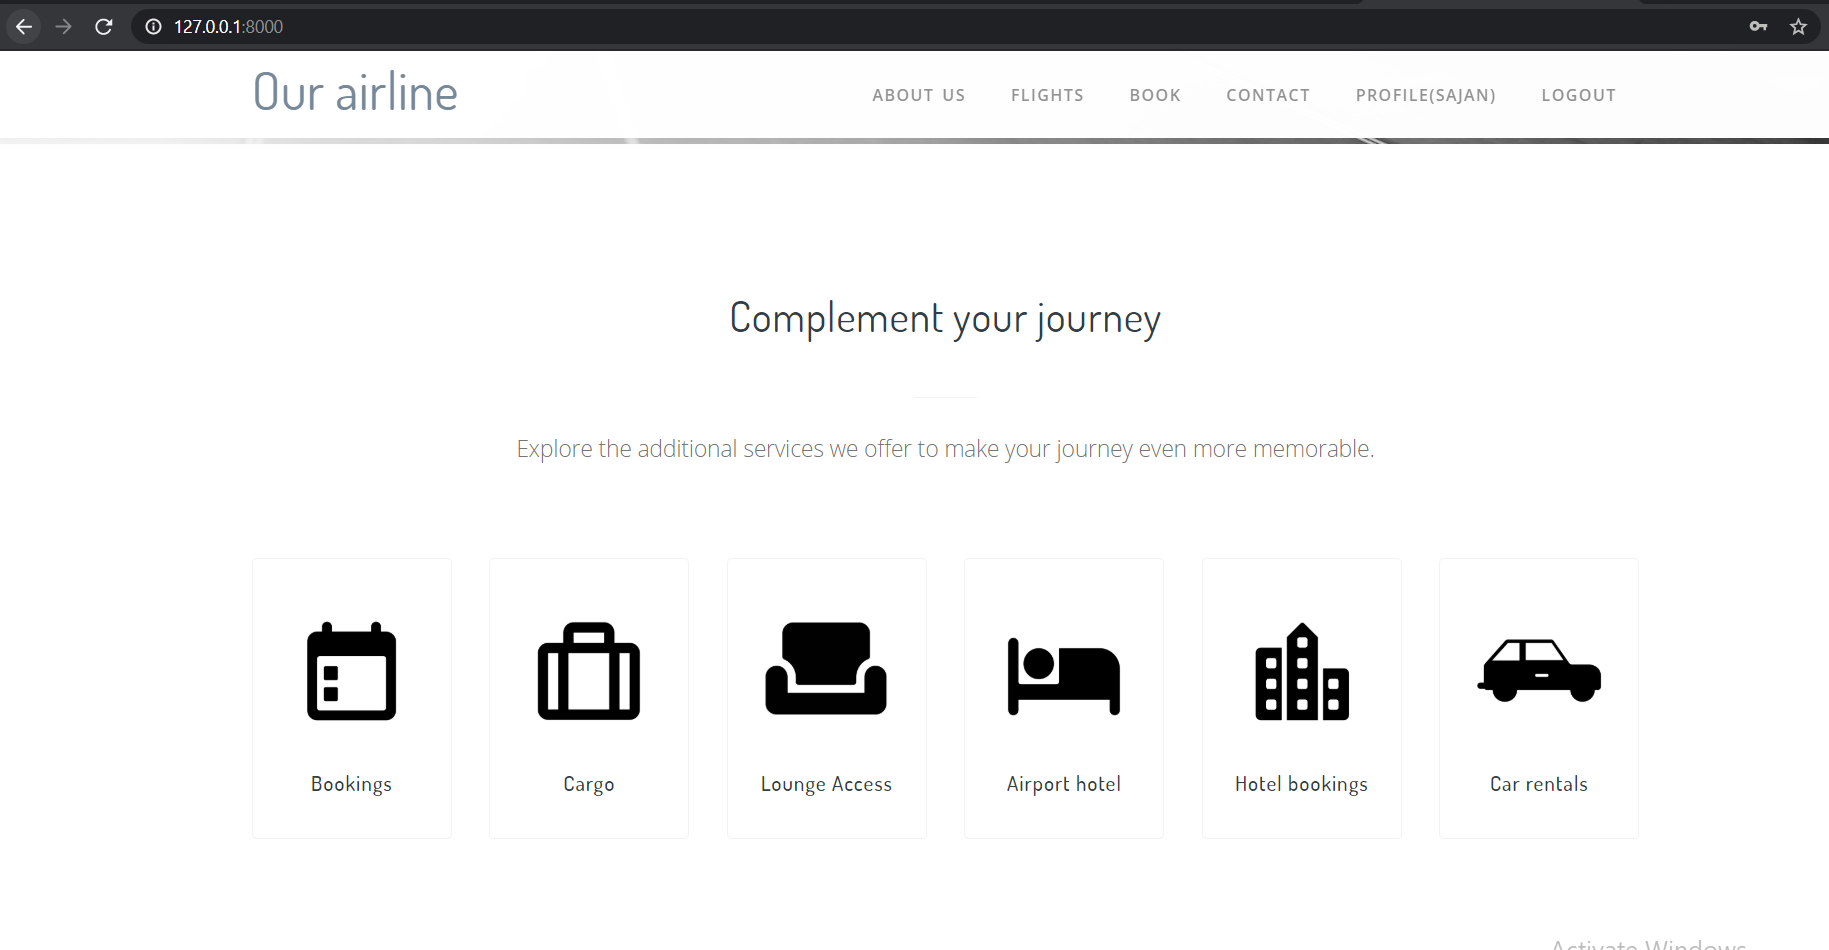 127.0.0.1:8000
Our airline
ABOUT US FLIGHTS BOOK CONTACT PROFILE(SAJAN) LOGOUT
Complement your journey
Explore the additional services we offer to make your journey even more memorable.
Bookings Cargo Lounge Access Airport hotel Hotel bookings Car rentals
Activate Windows